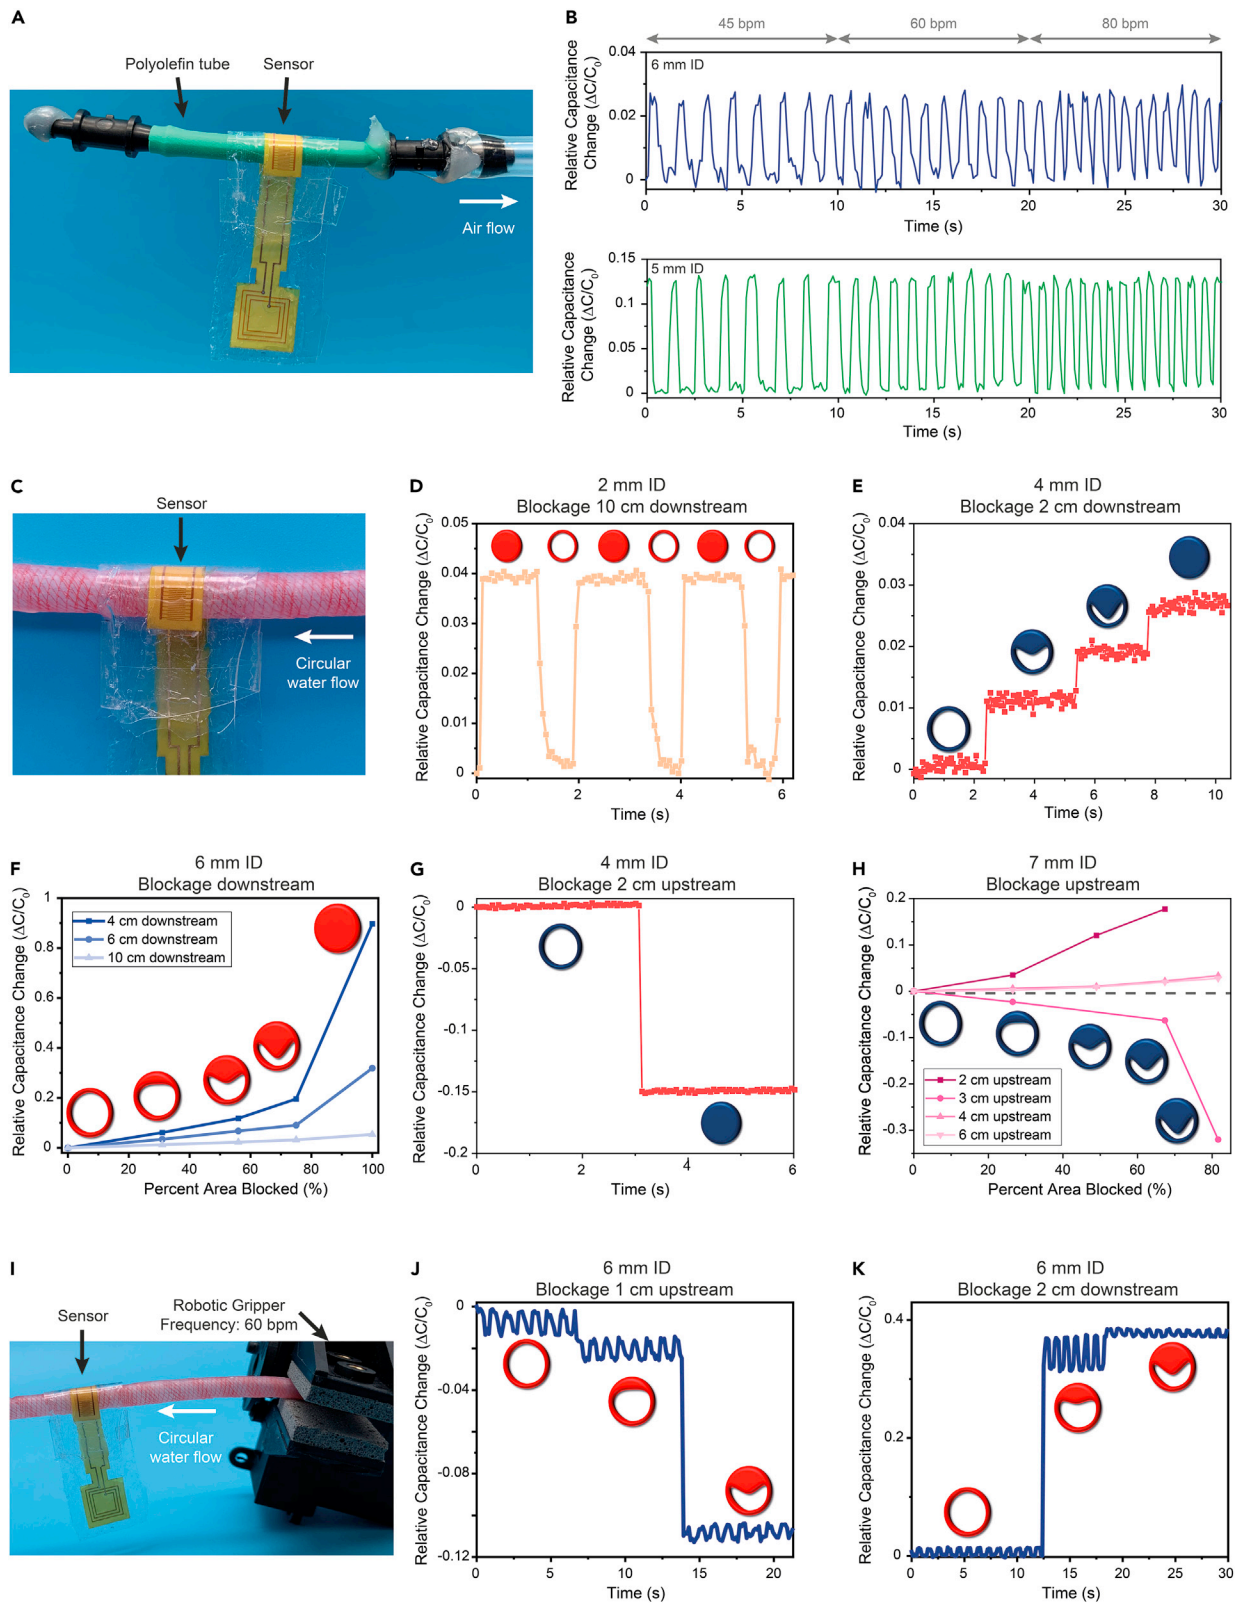 A
Polyolefin tube
Sensor
Air flow
B
45 bpm
60 bpm
80 bpm
Relative Capacitance
Change (ΔC/C0)
0.04
0.02
0
6 mm ID
0
5
10
15
20
25
30
Time (s)
Relative Capacitance
Change (ΔC/C0)
0.15
0.1
0.05
0
5 mm ID
0
5
10
15
20
25
30
Time (s)
C
Sensor
Circular
water flow
D
2 mm ID
Blockage 10 cm downstream
Relative Capacitance Change (ΔC/C0)
0.05
0.04
0.03
0.02
0.01
0
0
2
4
6
Time (s)
E
4 mm ID
Blockage 2 cm downstream
Relative Capacitance Change (ΔC/C0)
0.04
0.03
0.02
0.01
0
0
2
4
6
8
10
Time (s)
F
6 mm ID
Blockage downstream
Relative Capacitance Change (ΔC/C0)
1
0.8
0.6
0.4
0.2
0
4 cm downstream
6 cm downstream
10 cm downstream
0
20
40
60
80
100
Percent Area Blocked (%)
G
4 mm ID
Blockage 2 cm upstream
Relative Capacitance Change (ΔC/C0)
0
-0.05
-0.1
-0.15
-0.2
0
2
4
6
Time (s)
H
7 mm ID
Blockage upstream
Relative Capacitance Change (ΔC/C0)
0.2
0.1
0
-0.1
-0.2
-0.3
2 cm upstream
3 cm upstream
4 cm upstream
6 cm upstream
0
20
40
60
80
Percent Area Blocked (%)
I
Robotic Gripper
Frequency: 60 bpm
Sensor
Circular
water flow
J
6 mm ID
Blockage 1 cm upstream
Relative Capacitance Change (ΔC/C0)
0
-0.04
-0.08
-0.12
0
5
10
15
20
Time (s)
K
6 mm ID
Blockage 2 cm downstream
Relative Capacitance Change (ΔC/C0)
0.4
0.2
0
0
5
10
15
20
25
30
Time (s)